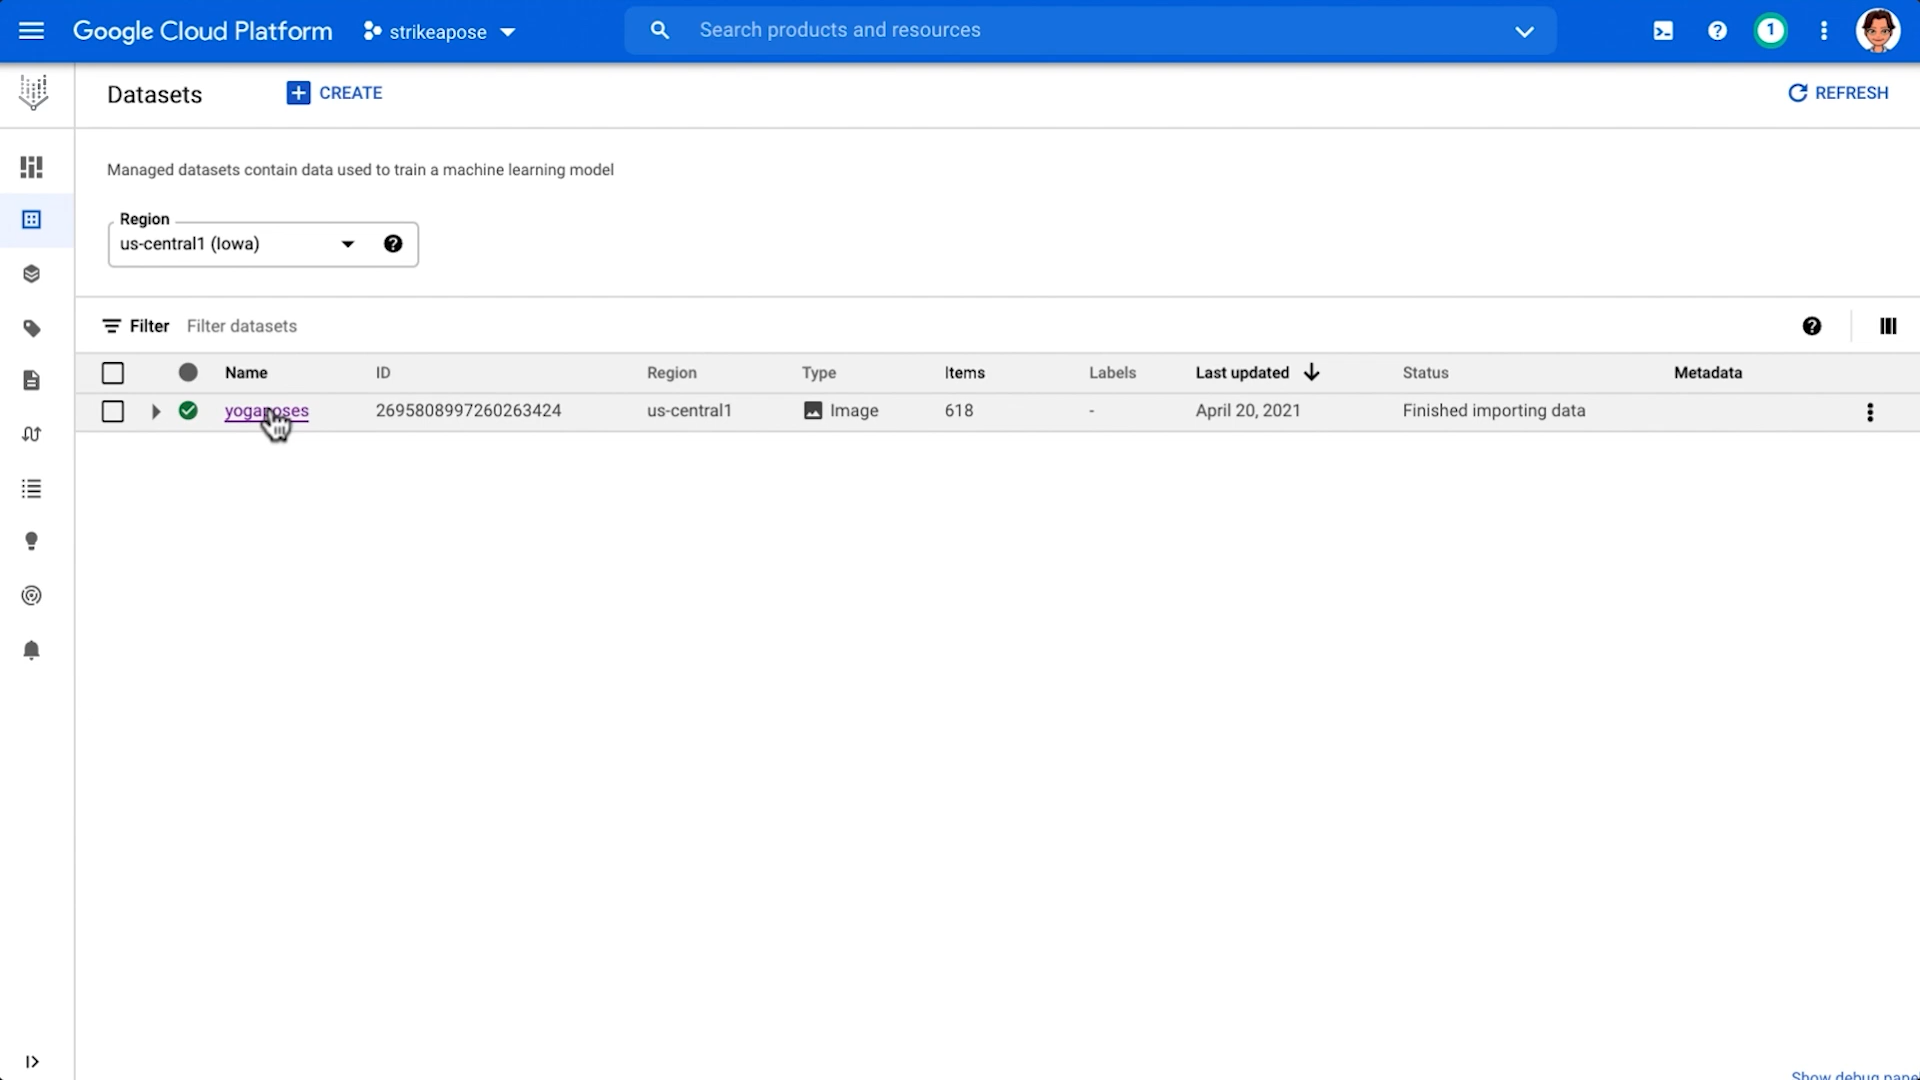 Google Cloud Platform strikeapose Search products and resources 1
Datasets CREATE REFRESH
Managed datasets contain data used to train a machine learning model
Region
us-central1 (Iowa)
Filter Filter datasets
Name ID Region Type Items Labels Last updated Status Metadata
yogaposes 2695808997260263424 us-central1 Image 618 - April 20, 2021 Finished importing data
Show debug pane